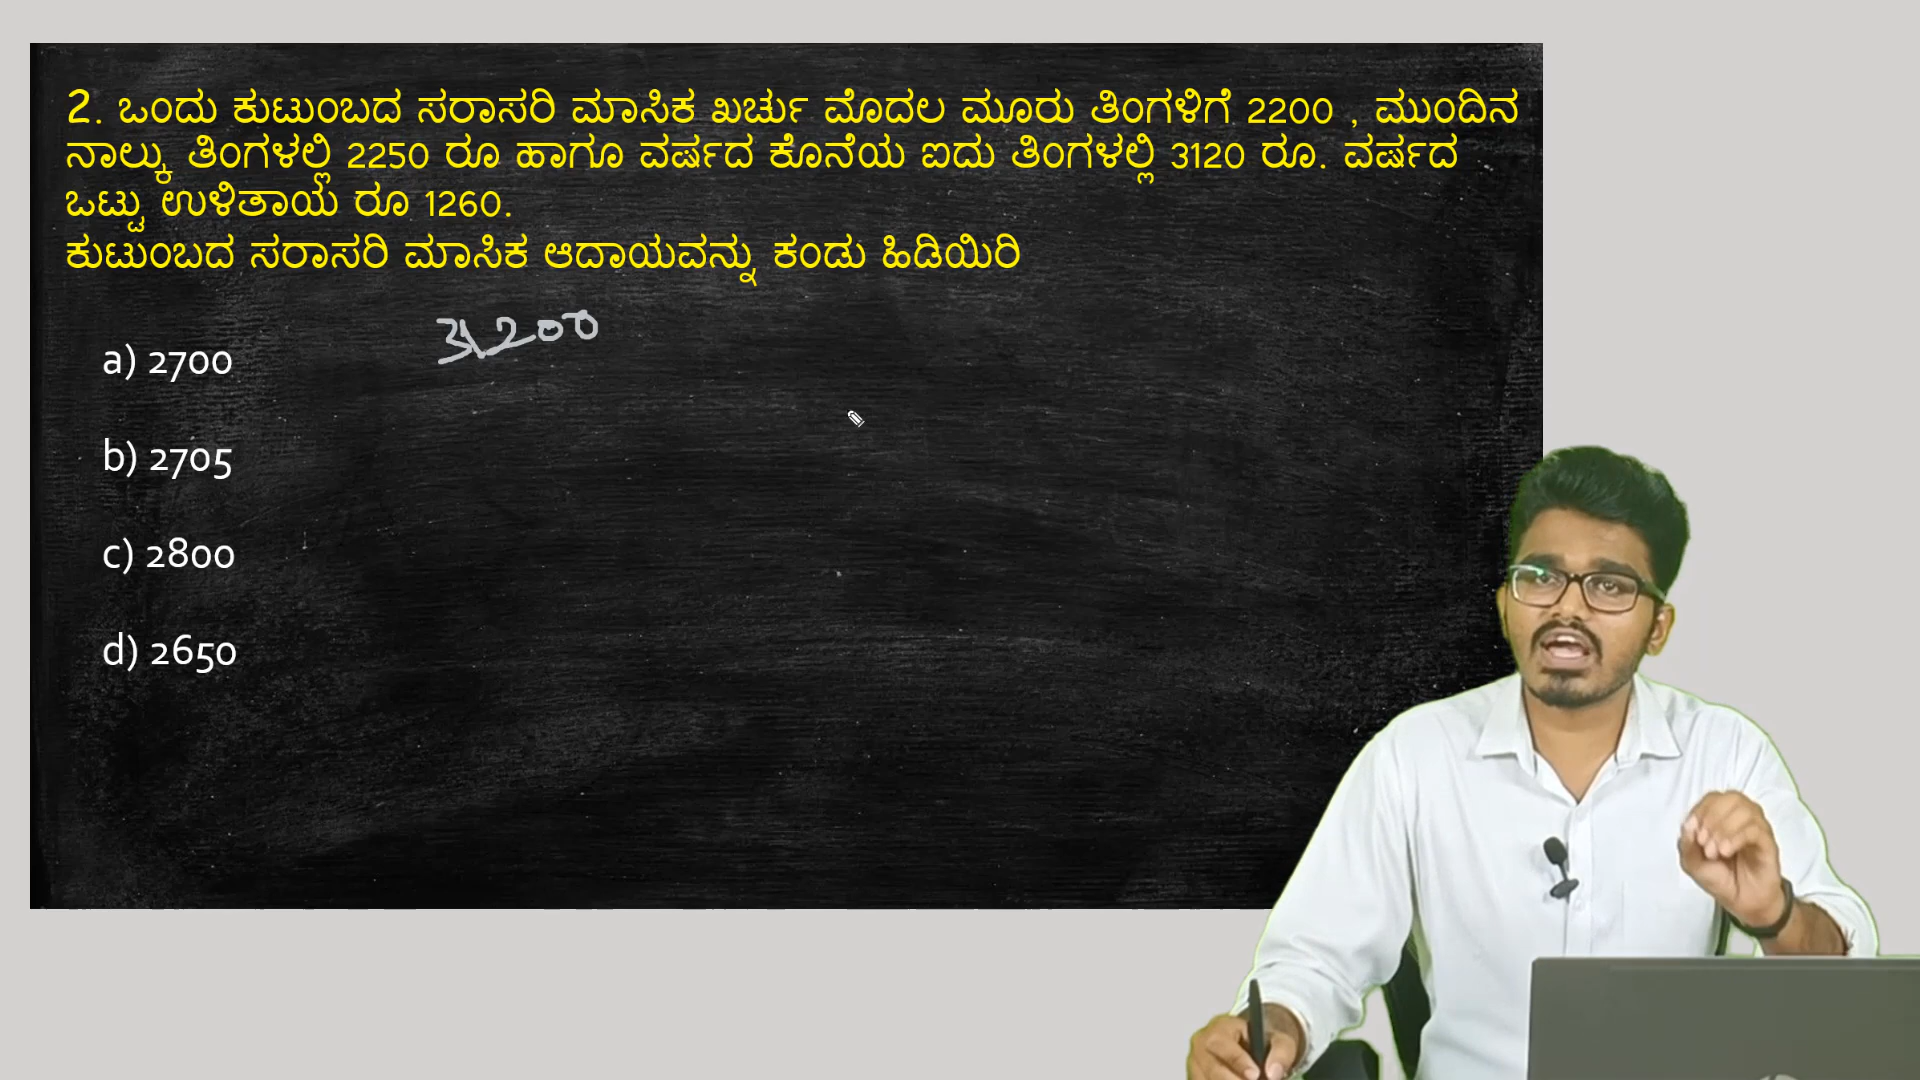 2. ಒಂದು ಕುಟುಂಬದ ಸರಾಸರಿ ಮಾಸಿಕ ಖರ್ಚು ಮೊದಲ ಮೂರು ತಿಂಗಳಿಗೆ 2200 , ಮುಂದಿನ
ನಾಲ್ಕು ತಿಂಗಳಲ್ಲಿ 2250 ರೂ ಹಾಗೂ ವರ್ಷದ ಕೊನೆಯ ಐದು ತಿಂಗಳಲ್ಲಿ 3120 ರೂ. ವರ್ಷದ
ಒಟ್ಟು ಉಳಿತಾಯ ರೂ 1260.
ಕುಟುಂಬದ ಸರಾಸರಿ ಮಾಸಿಕ ಆದಾಯವನ್ನು ಕಂಡು ಹಿಡಿಯಿರಿ
31200
a) 2700
b) 2705
c) 2800
d) 2650